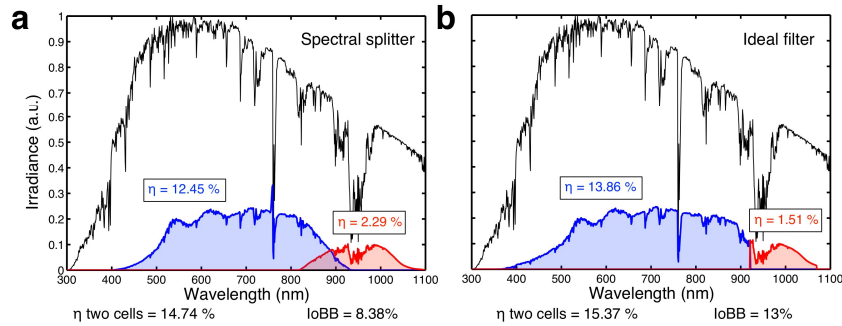 a
Spectral splitter
Irradiance (a.u.)
1
0.9
0.8
0.7
0.6
0.5
0.4
0.3
0.2
0.1
0
η = 12.45 %
η = 2.29 %
300 400 500 600 700 800 900 1000 1100
Wavelength (nm)
η two cells = 14.74 % IoBB = 8.38%
b
Ideal filter
η = 13.86 %
η = 1.51 %
300 400 500 600 700 800 900 1000 1100
Wavelength (nm)
η two cells = 15.37 % IoBB = 13%